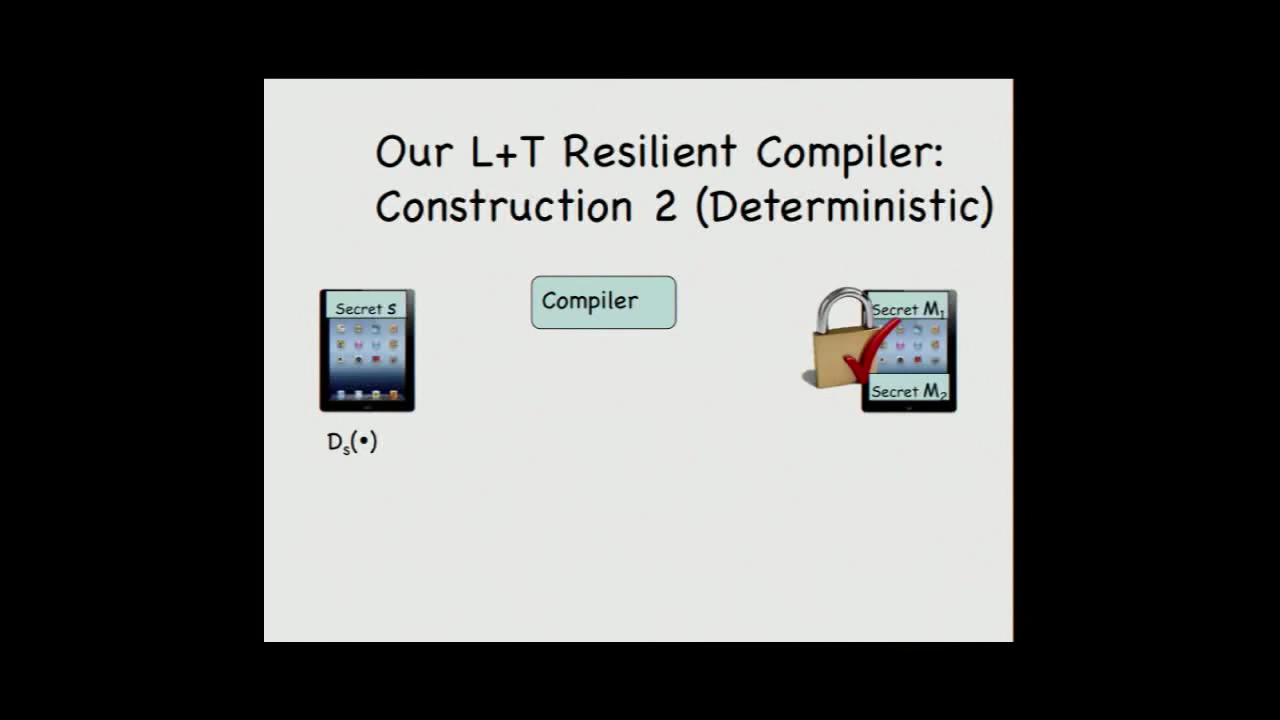 Our L+T Resilient Compiler:
Construction 2 (Deterministic)
Secret s
Compiler
Secret M₁
Secret M₂
Dₛ(•)